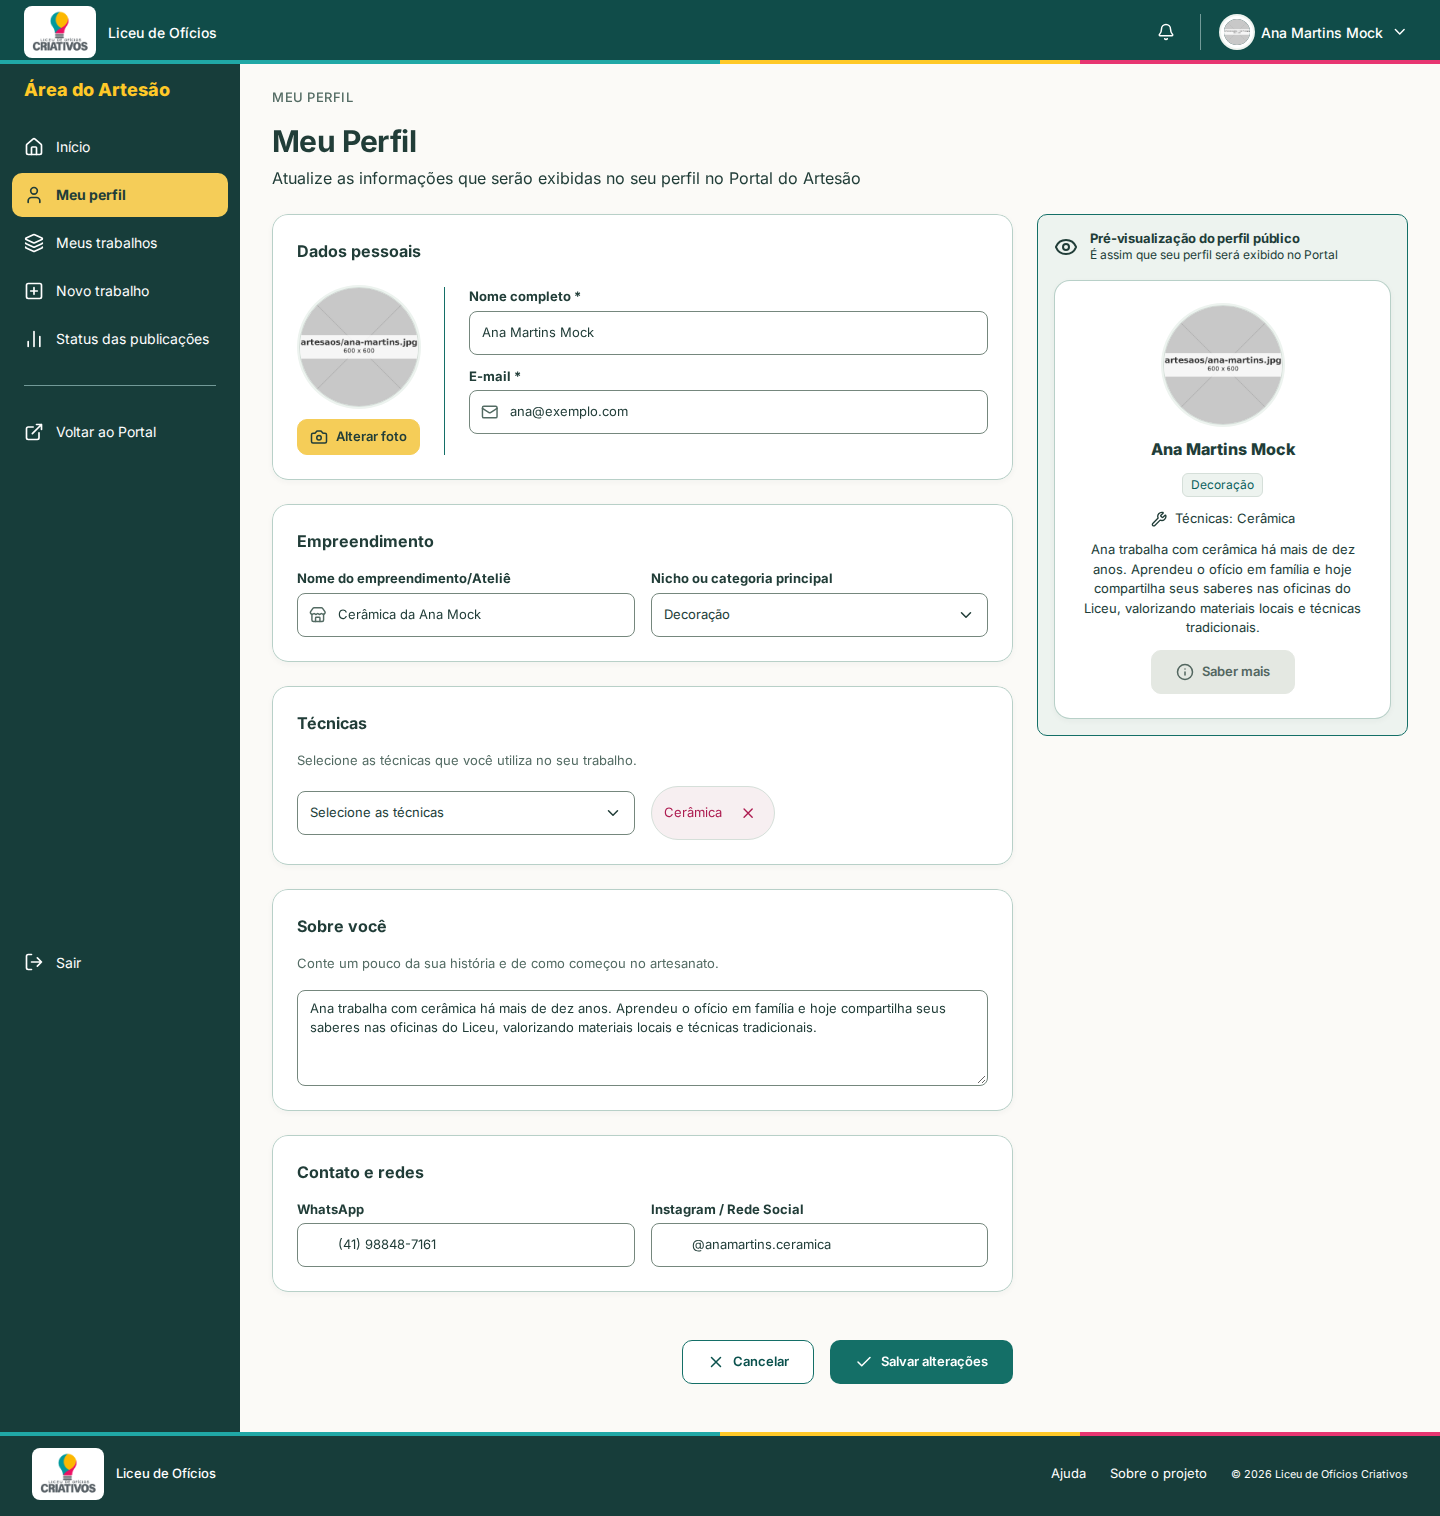 LICEU DE OFÍCIOS
CRIATIVOS
Liceu de Ofícios
Ana Martins Mock
Área do Artesão
Início
Meu perfil
Meus trabalhos
Novo trabalho
Status das publicações
Voltar ao Portal
Sair
MEU PERFIL
Meu Perfil
Atualize as informações que serão exibidas no seu perfil no Portal do Artesão
Dados pessoais
artesaos/ana-martins.jpg
600 x 600
Alterar foto
Nome completo *
Ana Martins Mock
E-mail *
ana@exemplo.com
Empreendimento
Nome do empreendimento/Ateliê
Cerâmica da Ana Mock
Nicho ou categoria principal
Decoração
Técnicas
Selecione as técnicas que você utiliza no seu trabalho.
Selecione as técnicas
Cerâmica
Sobre você
Conte um pouco da sua história e de como começou no artesanato.
Ana trabalha com cerâmica há mais de dez anos. Aprendeu o ofício em família e hoje compartilha seus
saberes nas oficinas do Liceu, valorizando materiais locais e técnicas tradicionais.
Contato e redes
WhatsApp
(41) 98848-7161
Instagram / Rede Social
@anamartins.ceramica
Cancelar
Salvar alterações
Pré-visualização do perfil público
É assim que seu perfil será exibido no Portal
artesaos/ana-martins.jpg
600 x 600
Ana Martins Mock
Decoração
Técnicas: Cerâmica
Ana trabalha com cerâmica há mais de dez
anos. Aprendeu o ofício em família e hoje
compartilha seus saberes nas oficinas do
Liceu, valorizando materiais locais e técnicas
tradicionais.
Saber mais
LICEU DE OFÍCIOS
CRIATIVOS
Liceu de Ofícios
Ajuda
Sobre o projeto
© 2026 Liceu de Ofícios Criativos